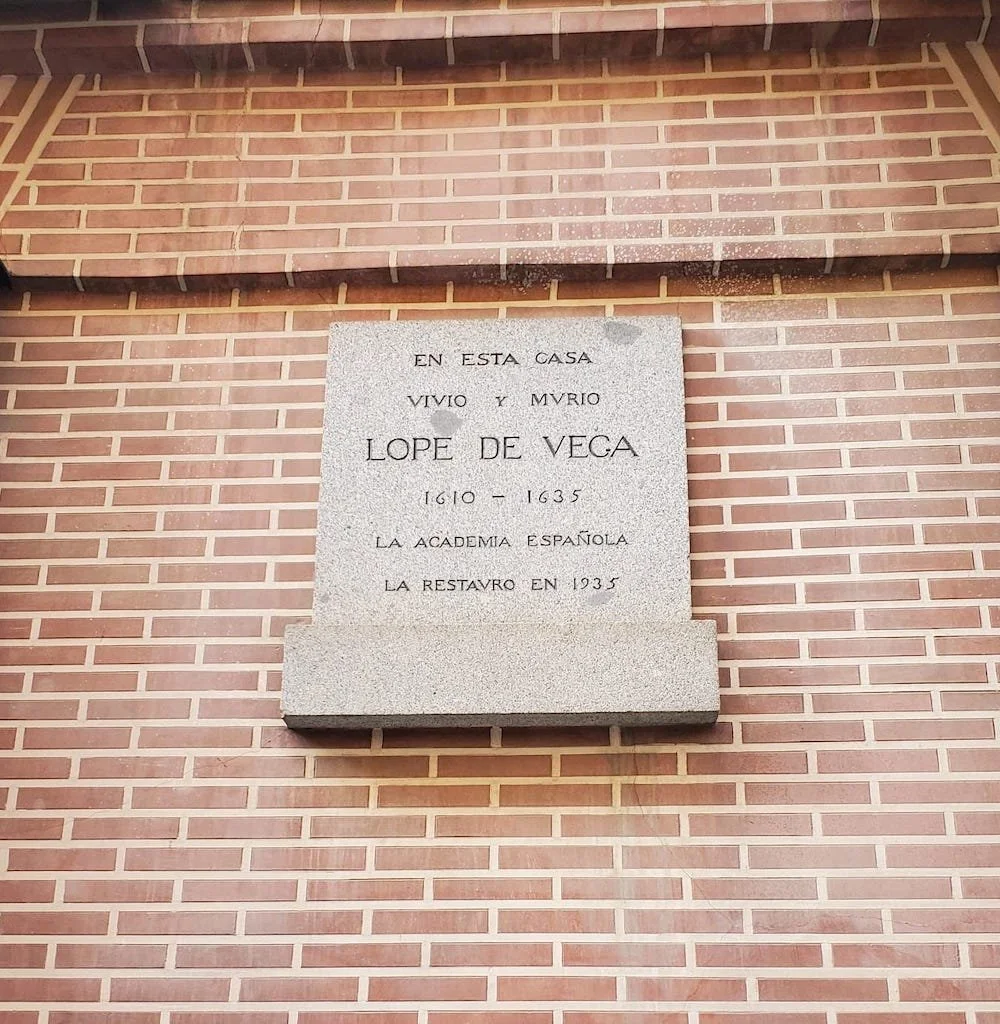 EN ESTA CASA
VIVIO Y MVRIO
LOPE DE VEGA
1610 - 1635
LA ACADEMIA ESPAÑOLA
LA RESTAVRO EN 1935